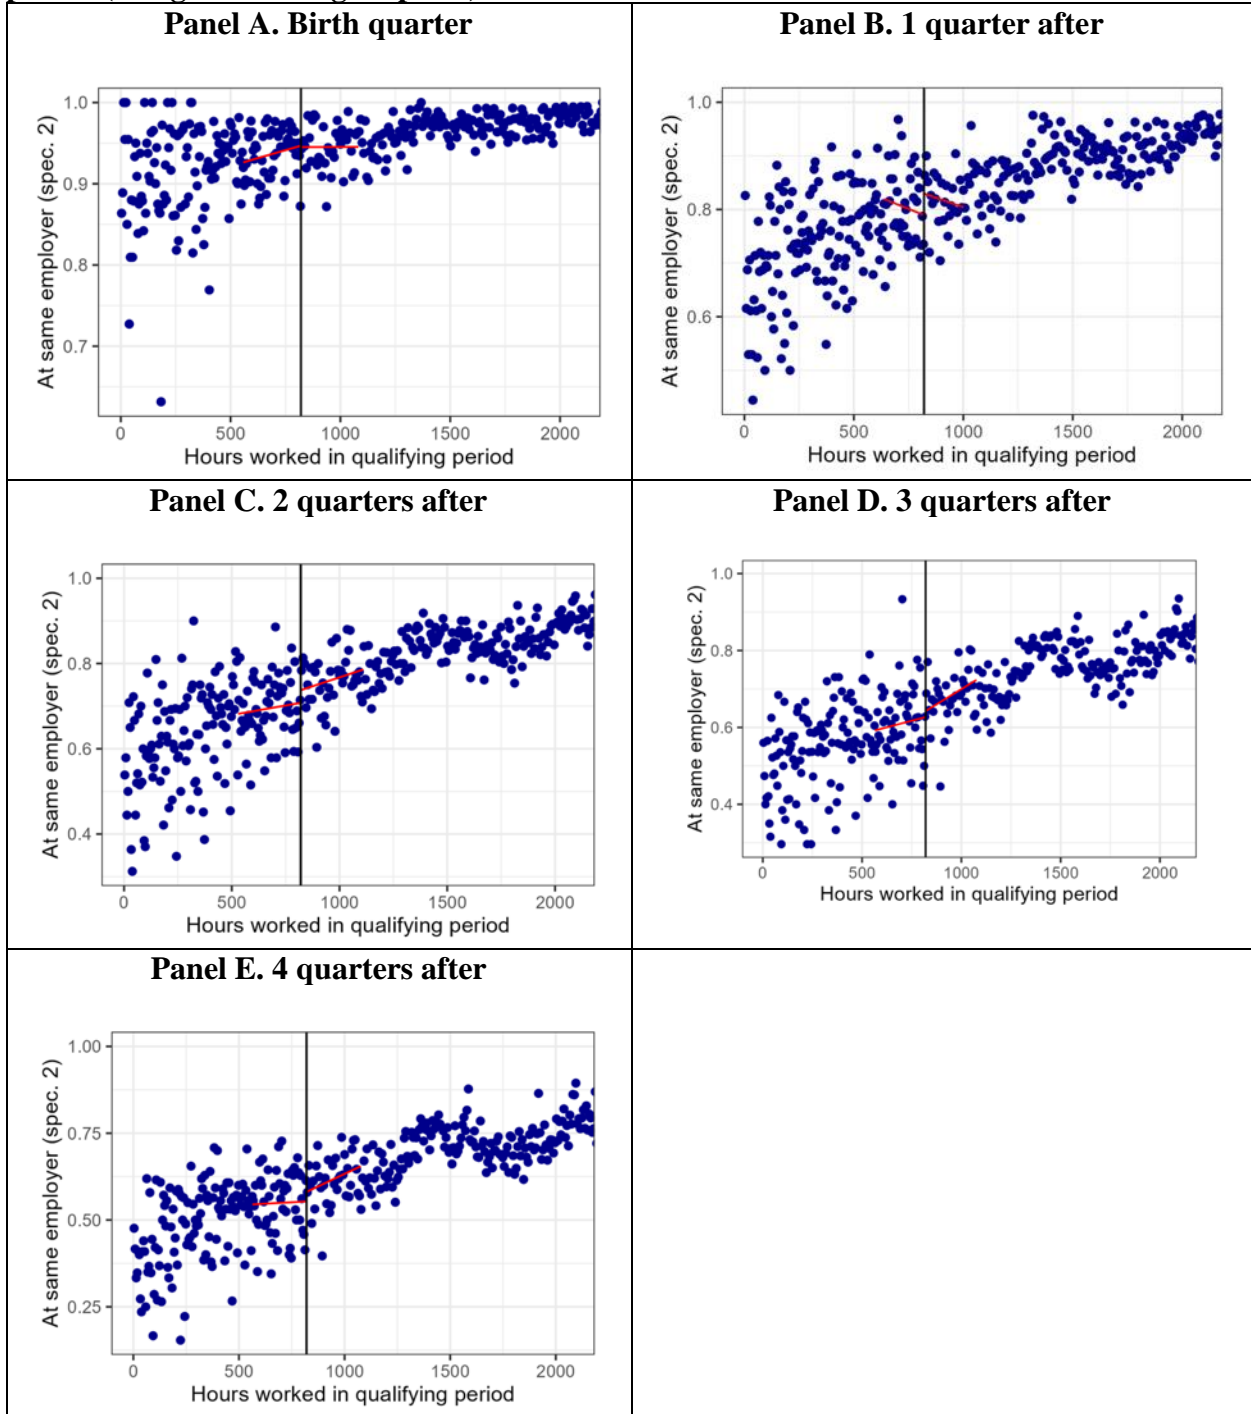 Panel A. Birth quarter
At same employer (spec. 2)
1.0
0.9
0.8
0.7
0 500 1000 1500 2000
Hours worked in qualifying period
Panel B. 1 quarter after
At same employer (spec. 2)
1.0
0.8
0.6
0 500 1000 1500 2000
Hours worked in qualifying period
Panel C. 2 quarters after
At same employer (spec. 2)
1.0
0.8
0.6
0.4
0 500 1000 1500 2000
Hours worked in qualifying period
Panel D. 3 quarters after
At same employer (spec. 2)
1.0
0.8
0.6
0.4
0 500 1000 1500 2000
Hours worked in qualifying period
Panel E. 4 quarters after
At same employer (spec. 2)
1.00
0.75
0.50
0.25
0 500 1000 1500 2000
Hours worked in qualifying period